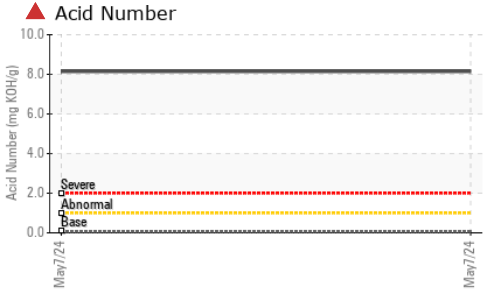 Acid Number
Acid Number (mg KOH/g)
10.0
8.0
6.0
4.0
2.0
0.0
Severe
Abnormal
Base
May7/24
May7/24